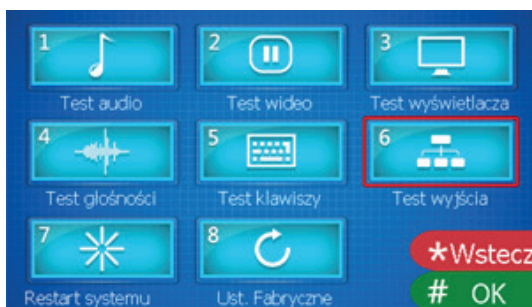 1 2 3
Test audio Test wideo Test wyświetlacza
4 5 6
Test głośności Test klawiszy Test wyjścia
7 8
*Wstecz
Restart systemu Ust. Fabryczne # OK